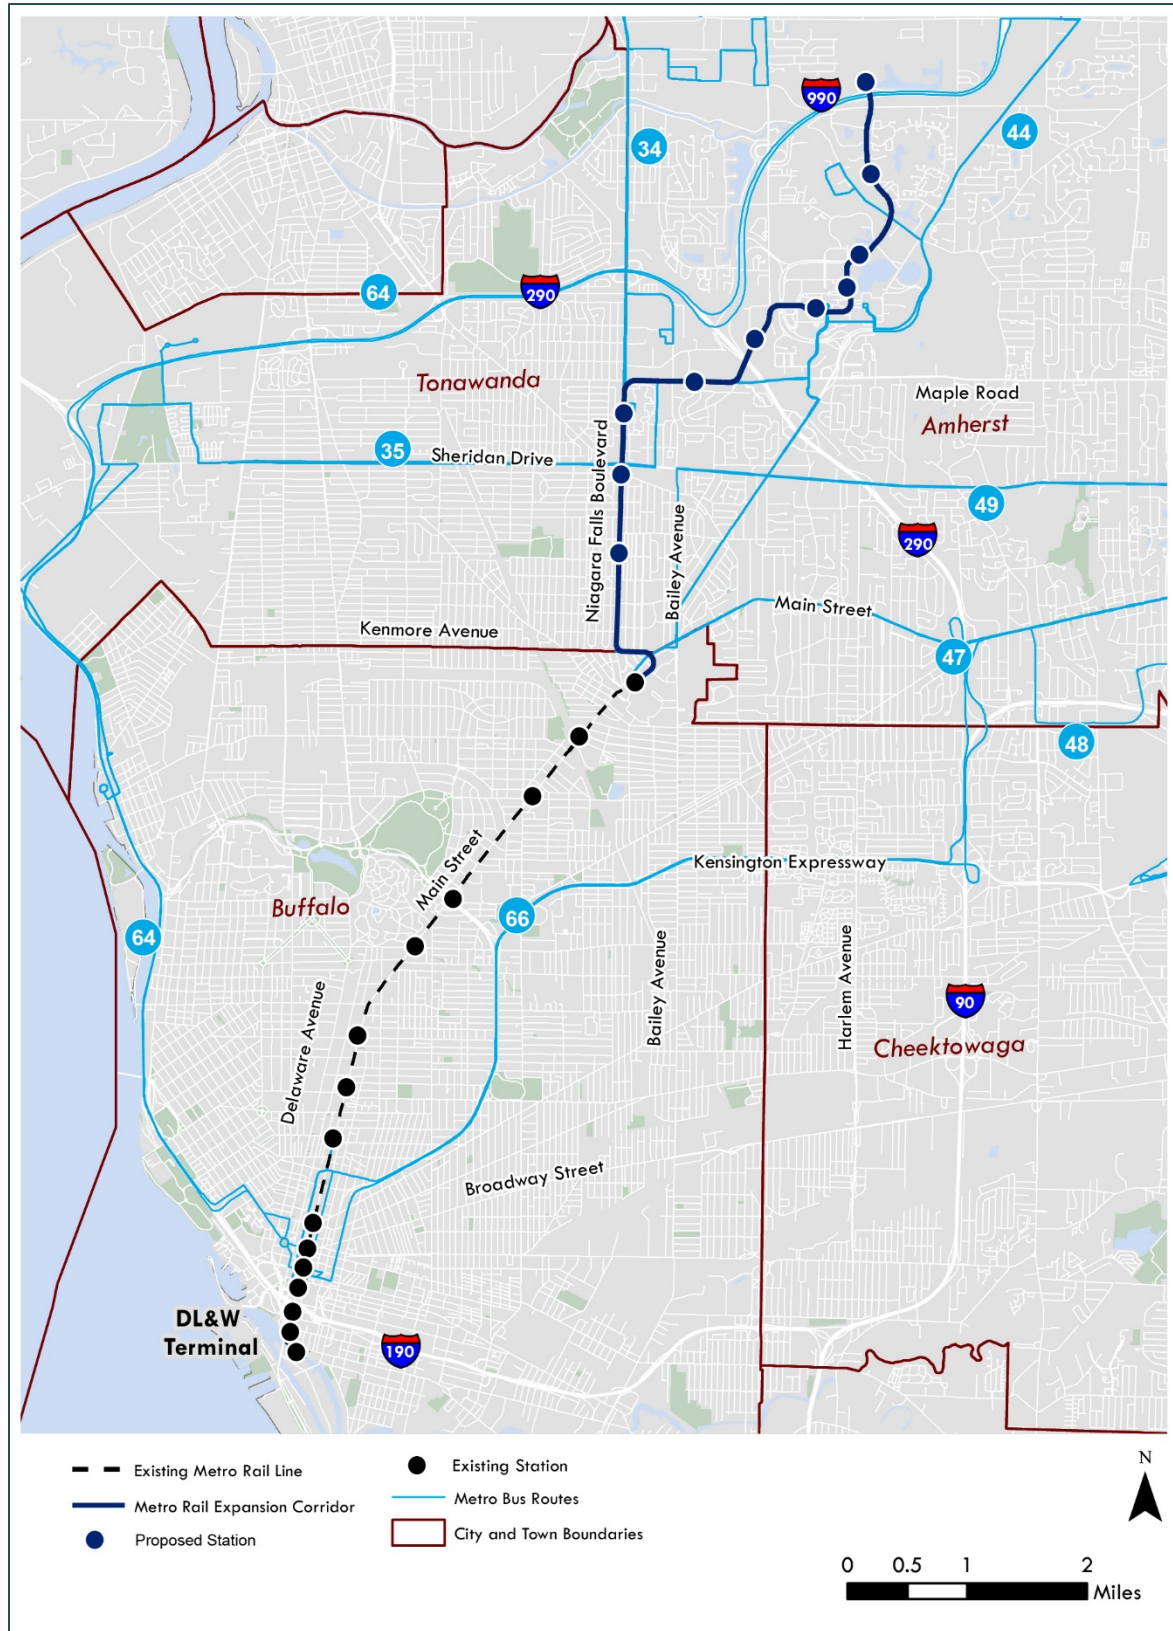 990
34
44
64
290
Tonawanda
Maple Road
Amherst
35
Sheridan Drive
Niagara Falls Boulevard
49
Bailey Avenue
290
Main Street
Kenmore Avenue
47
48
Main Street
Kensington Expressway
Buffalo
66
64
Delaware Avenue
Bailey Avenue
Harlem Avenue
90
Cheektowaga
Broadway Street
DL&W
Terminal
190
Existing Metro Rail Line
Metro Rail Expansion Corridor
Proposed Station
Existing Station
Metro Bus Routes
City and Town Boundaries
N
0 0.5 1 2
Miles